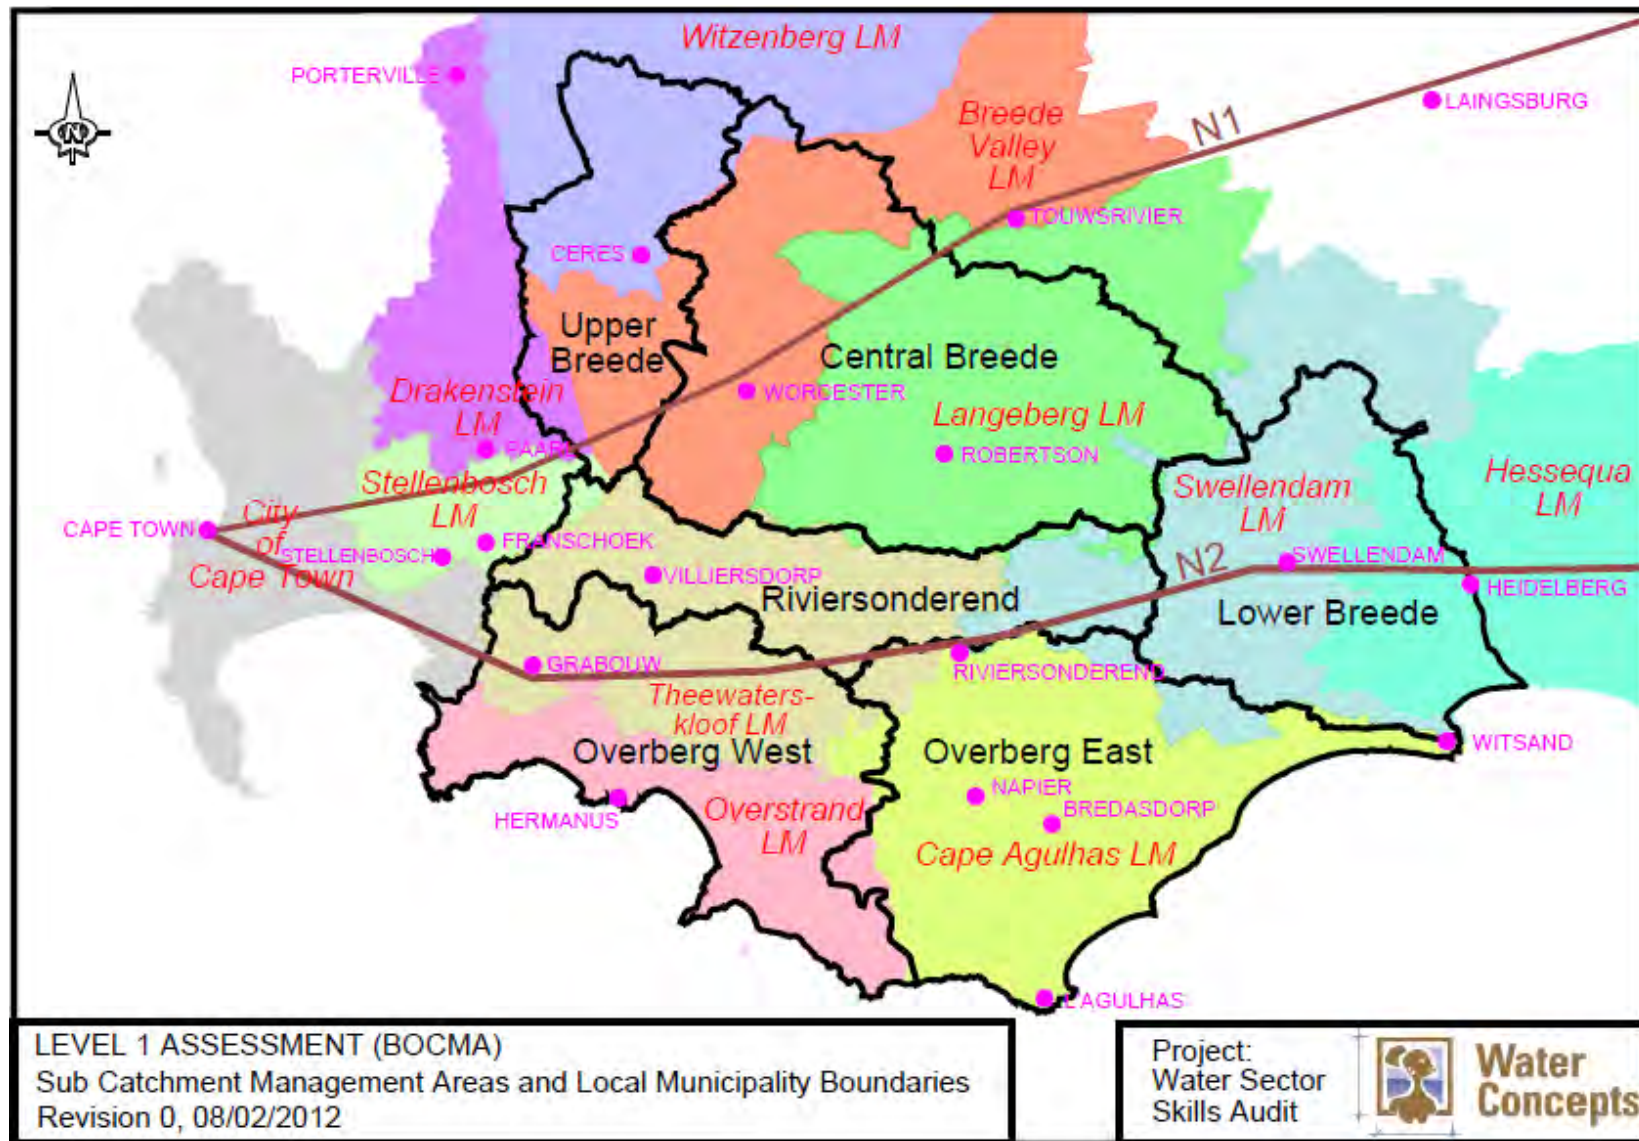 Witzenberg LM
PORTERVILLE
Breede
Valley
LM
N1
LAINGSBURG
N
TOUWSRIVIER
CERES
Upper
Breede
Central Breede
Drakenstein
LM
WORCESTER
Langeberg LM
PAARL
ROBERTSON
Stellenbosch
LM
Swellendam
LM
Hessequa
LM
CAPE TOWN
City
of
Cape Town
STELLENBOSCH
FRANSCHOEK
VILLIERSDORP
N2
SWELLENDAM
HEIDELBERG
Riviersonderend
Lower Breede
GRABOUW
RIVIERSONDEREND
Theewaters-
kloof LM
Overberg West
Overberg East
WITSAND
NAPIER
BREDASDORP
HERMANUS
Overstrand
LM
Cape Agulhas LM
L'AGULHAS
LEVEL 1 ASSESSMENT (BOCMA)
Sub Catchment Management Areas and Local Municipality Boundaries
Revision 0, 08/02/2012
Project:
Water Sector
Skills Audit
Water
Concepts